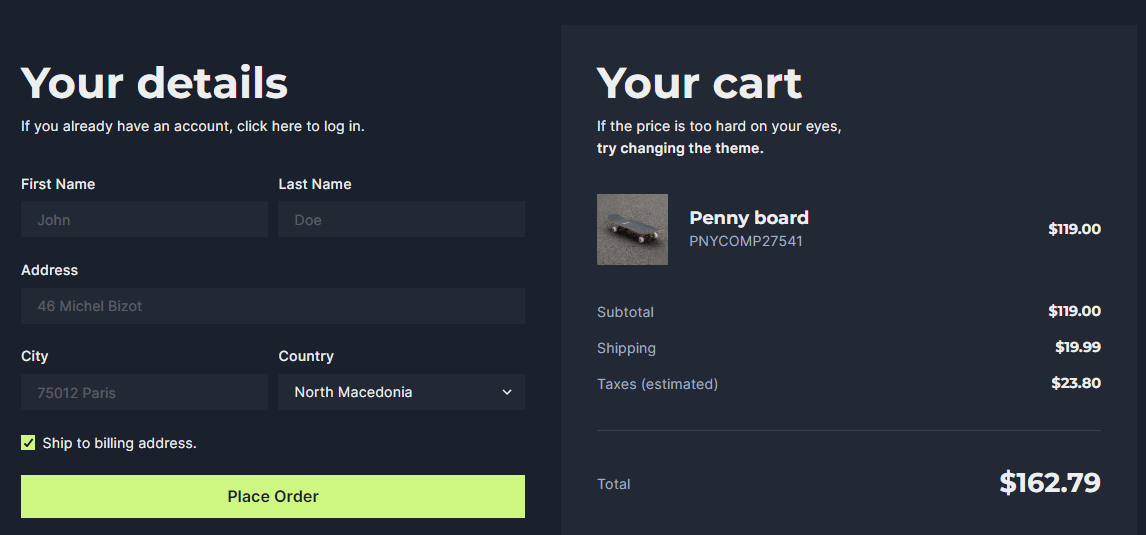 Your details
If you already have an account, click here to log in.
First Name
Last Name
John
Doe
Address
46 Michel Bizot
City
Country
75012 Paris
North Macedonia
Ship to billing address.
Place Order
Your cart
If the price is too hard on your eyes,
try changing the theme.
Penny board
PNYCOMP27541
$119.00
Subtotal
$119.00
Shipping
$19.99
Taxes (estimated)
$23.80
Total
$162.79